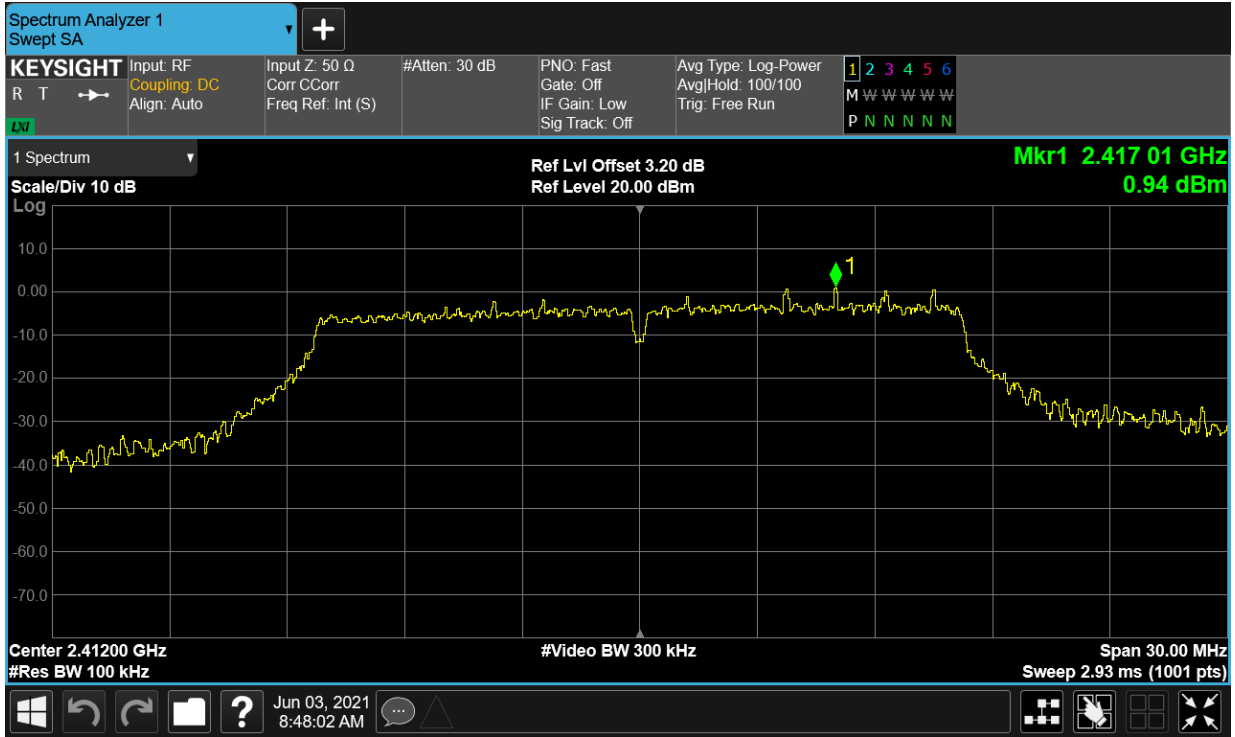 Spectrum Analyzer 1
Swept SA
KEYSIGHT
R T
LXI
Input: RF
Coupling: DC
Align: Auto
Input Z: 50 Ω
Corr CCorr
Freq Ref: Int (S)
#Atten: 30 dB
PNO: Fast
Gate: Off
IF Gain: Low
Sig Track: Off
Avg Type: Log-Power
Avg|Hold: 100/100
Trig: Free Run
1 2 3 4 5 6
M W W W W W
P N N N N N
1 Spectrum
Scale/Div 10 dB
Log
Ref Lvl Offset 3.20 dB
Ref Level 20.00 dBm
Mkr1 2.417 01 GHz
0.94 dBm
10.0
0.00
-10.0
-20.0
-30.0
-40.0
-50.0
-60.0
-70.0
1
Center 2.41200 GHz
#Res BW 100 kHz
#Video BW 300 kHz
Span 30.00 MHz
Sweep 2.93 ms (1001 pts)
?
Jun 03, 2021
8:48:02 AM